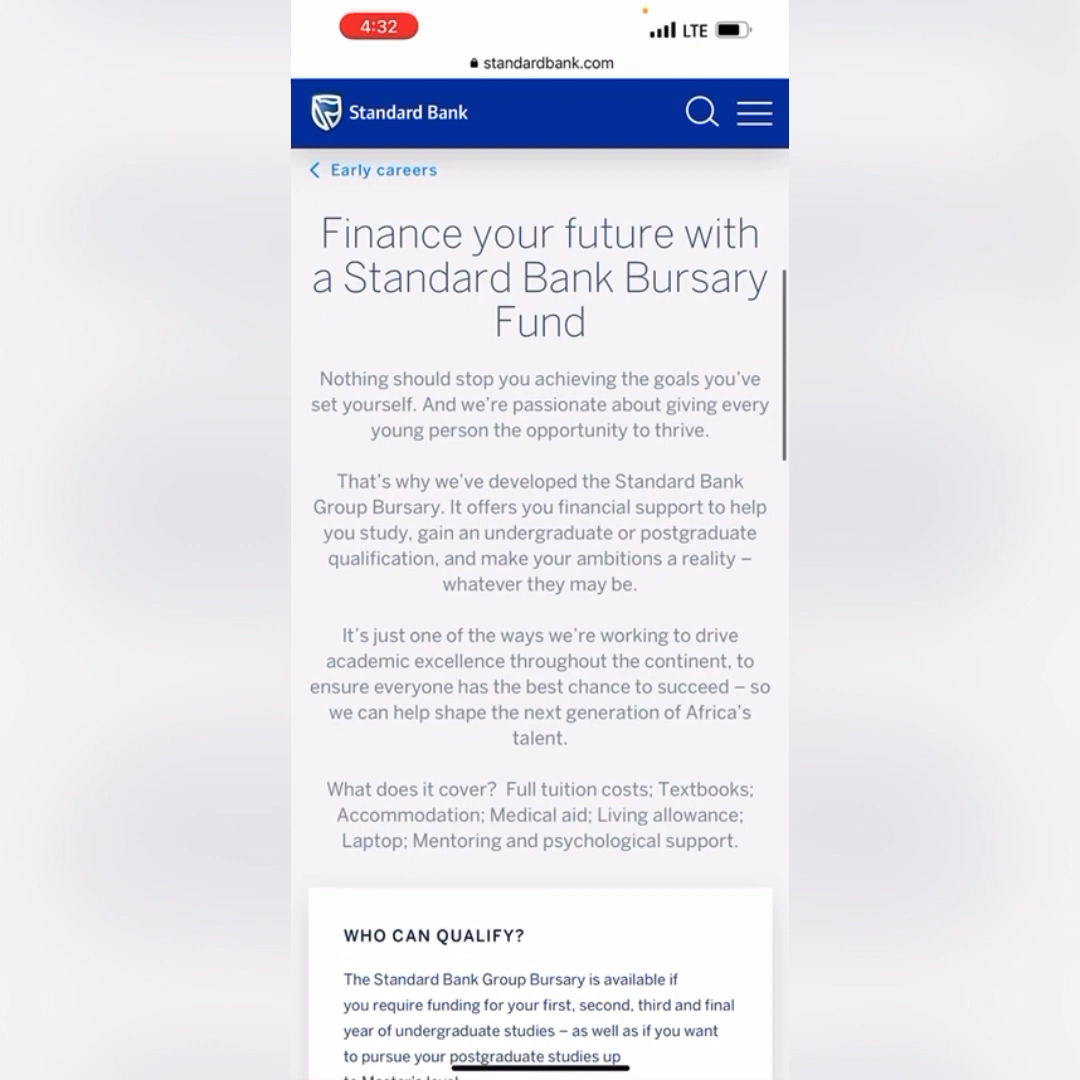 4:32
LTE
standardbank.com
Standard Bank
Early careers
Finance your future with
a Standard Bank Bursary
Fund
Nothing should stop you achieving the goals you've
set yourself. And we're passionate about giving every
young person the opportunity to thrive.
That's why we've developed the Standard Bank
Group Bursary. It offers you financial support to help
you study, gain an undergraduate or postgraduate
qualification, and make your ambitions a reality –
whatever they may be.
It's just one of the ways we're working to drive
academic excellence throughout the continent, to
ensure everyone has the best chance to succeed – so
we can help shape the next generation of Africa's
talent.
What does it cover?  Full tuition costs; Textbooks;
Accommodation; Medical aid; Living allowance;
Laptop; Mentoring and psychological support.
WHO CAN QUALIFY?
The Standard Bank Group Bursary is available if
you require funding for your first, second, third and final
year of undergraduate studies – as well as if you want
to pursue your postgraduate studies up